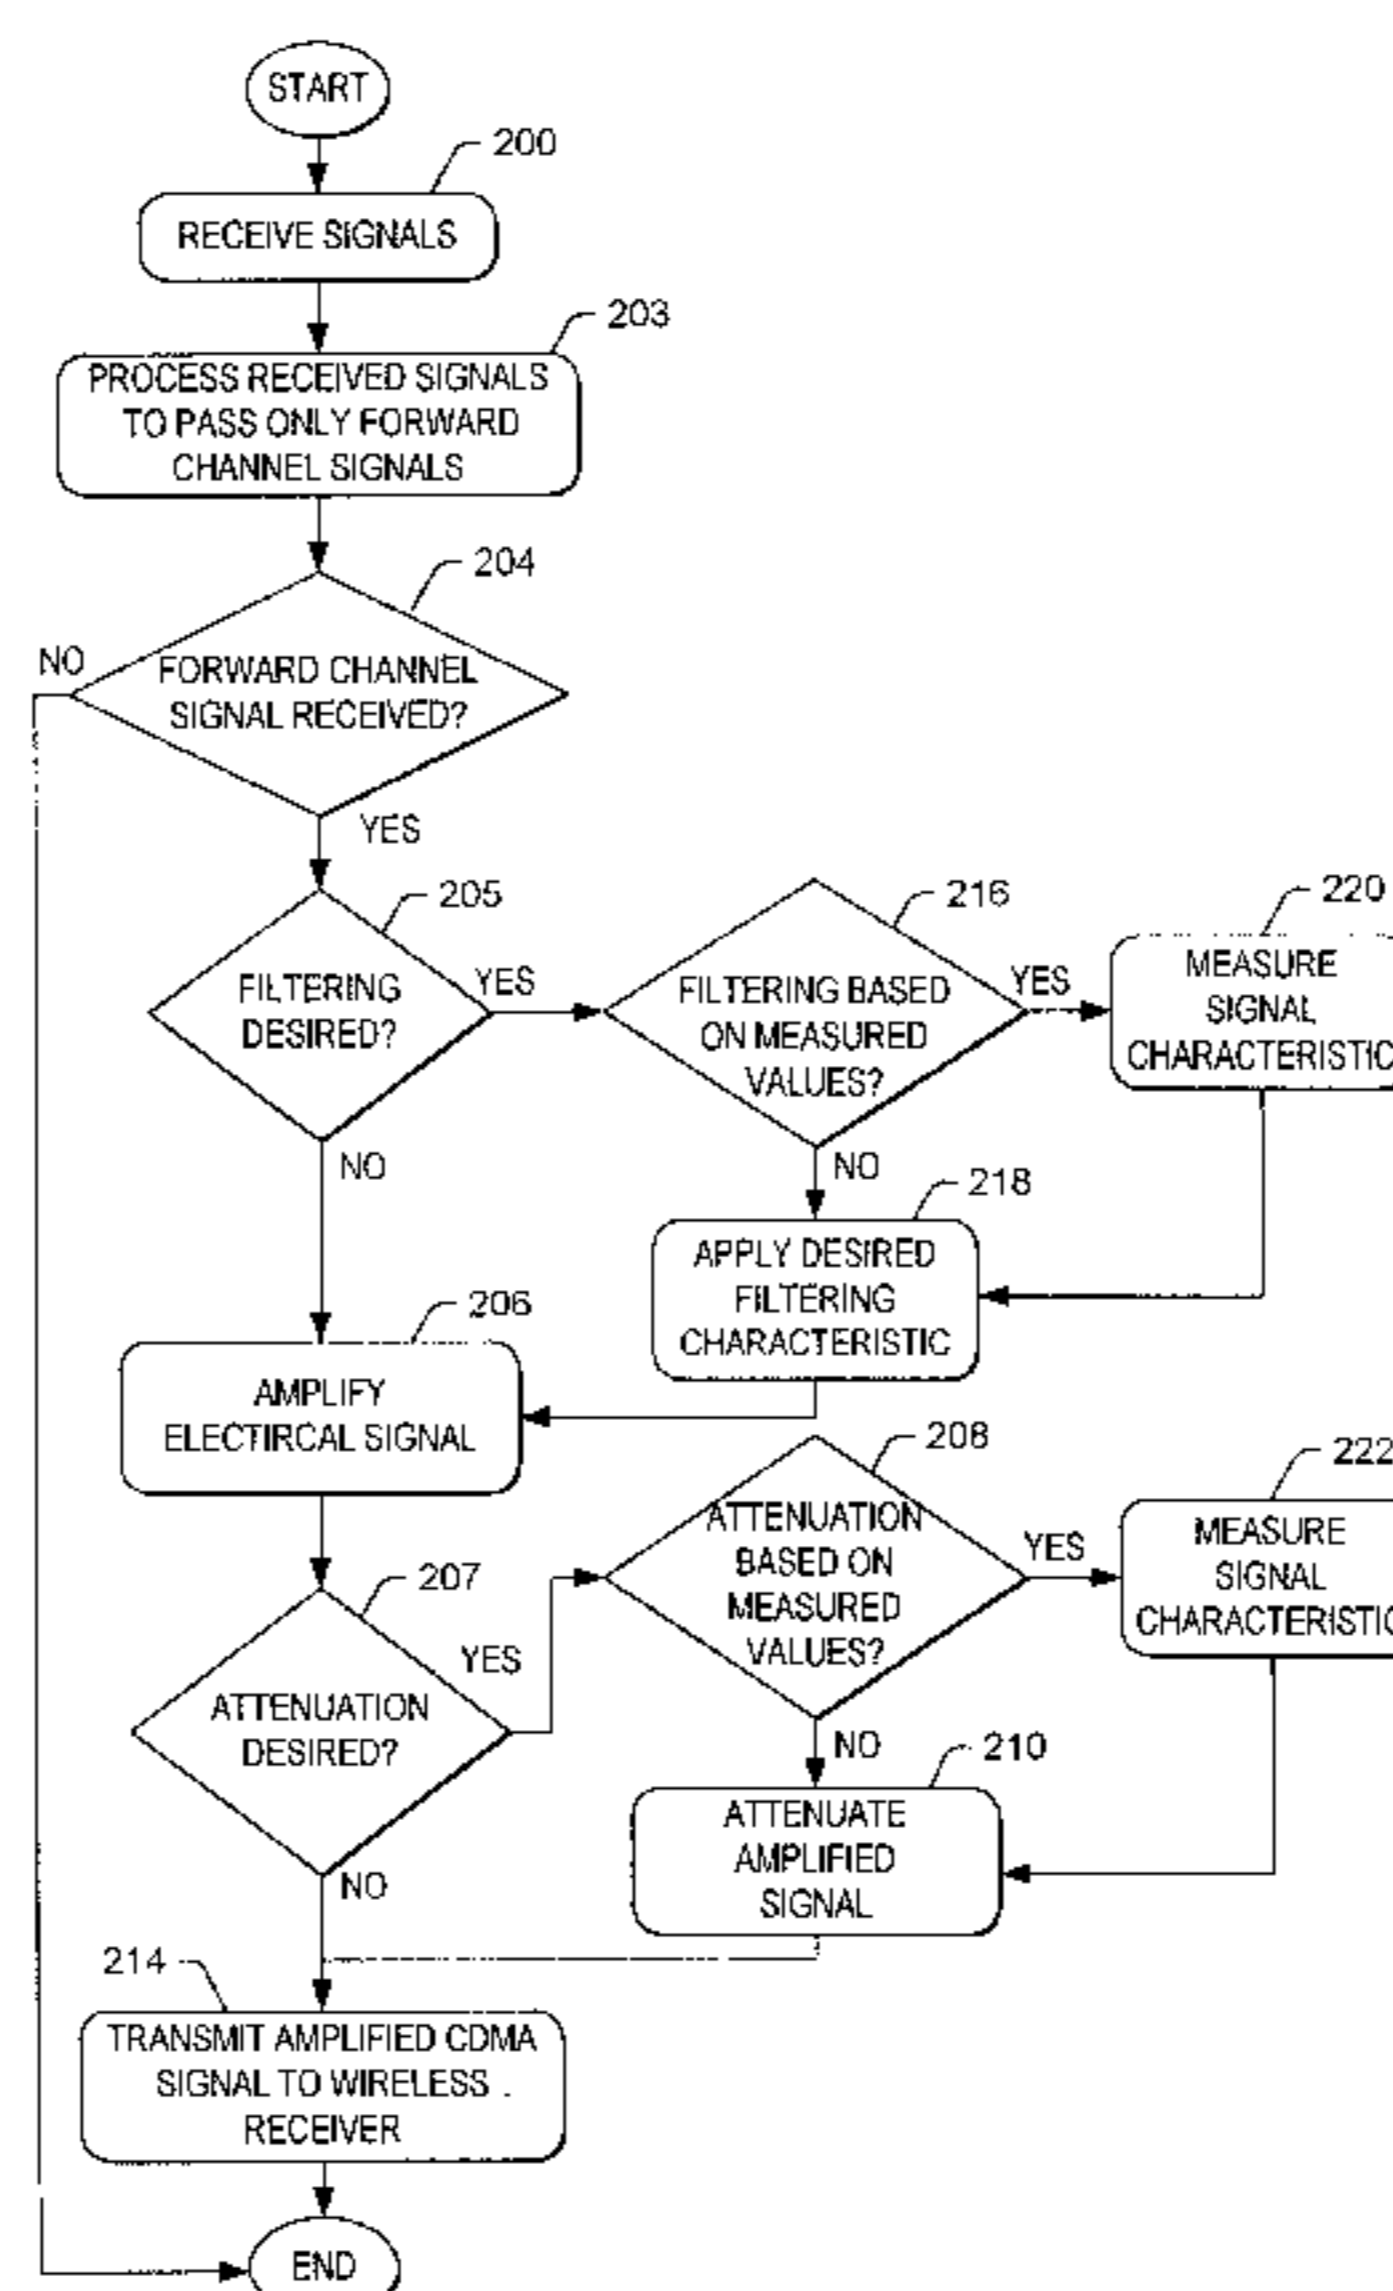 START
200
RECEIVE SIGNALS
203
PROCESS RECEIVED SIGNALS
TO PASS ONLY FORWARD
CHANNEL SIGNALS
204
NO
FORWARD CHANNEL
SIGNAL RECEIVED?
YES
205
FILTERING
DESIRED?
YES
NO
216
FILTERING BASED
ON MEASURED
VALUES?
YES
NO
220
MEASURE
SIGNAL
CHARACTERISTIC
218
APPLY DESIRED
FILTERING
CHARACTERISTIC
206
AMPLIFY
ELECTIRCAL SIGNAL
207
ATTENUATION
DESIRED?
YES
NO
208
ATTENUATION
BASED ON
MEASURED
VALUES?
YES
NO
222
MEASURE
SIGNAL
CHARACTERISTIC
210
ATTENUATE
AMPLIFIED
SIGNAL
214
TRANSMIT AMPLIFIED CDMA
SIGNAL TO WIRELESS
RECEIVER
END